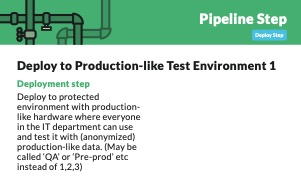 Pipeline Step
Deploy Step
Deploy to Production-like Test Environment 1
Deployment step
Deploy to protected
environment with production-
like hardware where everyone
in the IT department can use
and test it with (anonymized)
production-like data. (May be
called 'QA' or 'Pre-prod' etc
instead of 1,2,3)